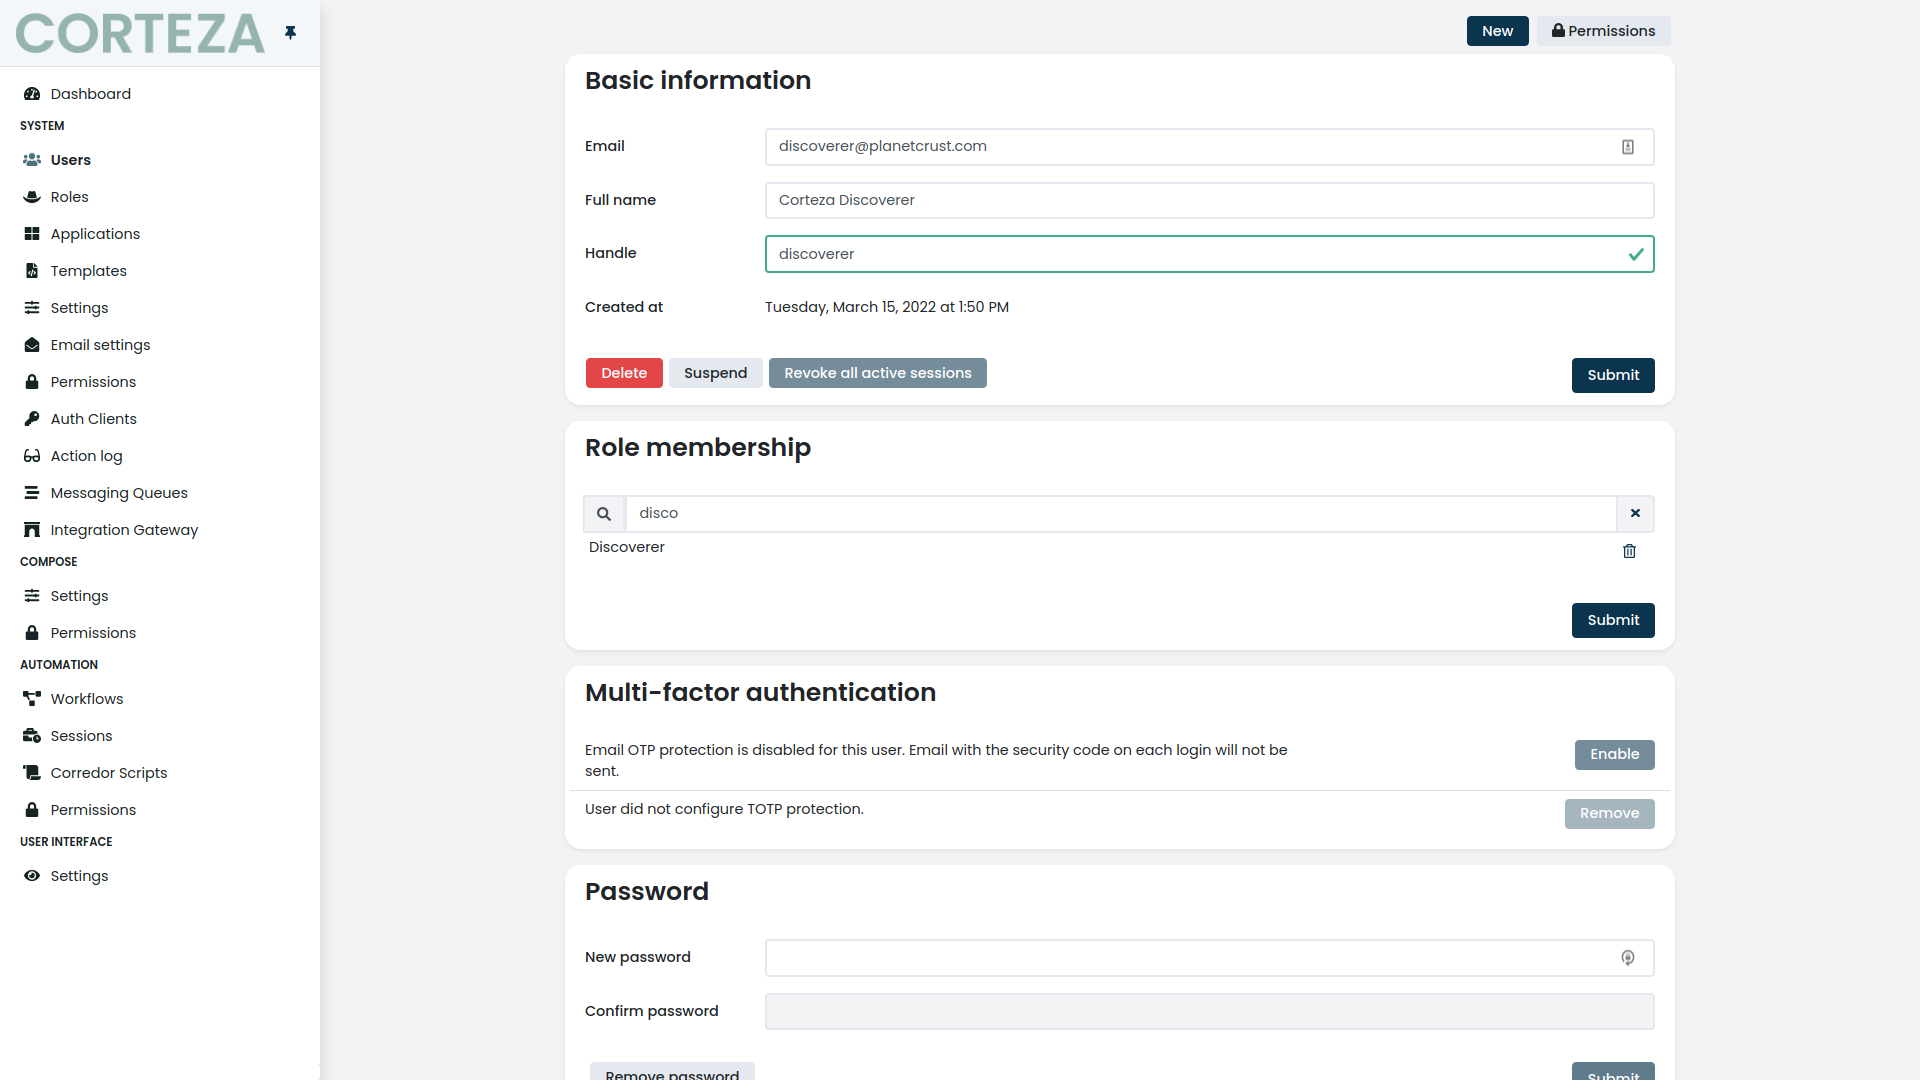 CORTEZA
Dashboard
SYSTEM
Users
Roles
Applications
Templates
Settings
Email settings
Permissions
Auth Clients
Action log
Messaging Queues
Integration Gateway
COMPOSE
Settings
Permissions
AUTOMATION
Workflows
Sessions
Corredor Scripts
Permissions
USER INTERFACE
Settings
New
Permissions
Basic information
Email
discoverer@planetcrust.com
Full name
Corteza Discoverer
Handle
discoverer
Created at
Tuesday, March 15, 2022 at 1:50 PM
Delete
Suspend
Revoke all active sessions
Submit
Role membership
disco
Discoverer
Submit
Multi-factor authentication
Email OTP protection is disabled for this user. Email with the security code on each login will not be
sent.
Enable
User did not configure TOTP protection.
Remove
Password
New password
Confirm password
Remove password
Submit